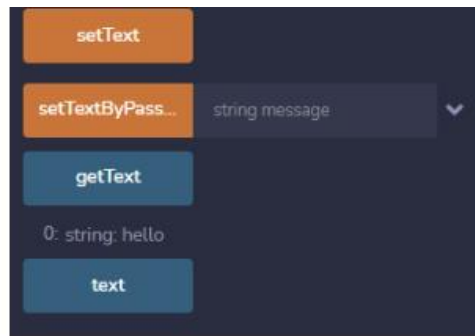 setText
setTextByPass... string message
getText
0: string: hello
text